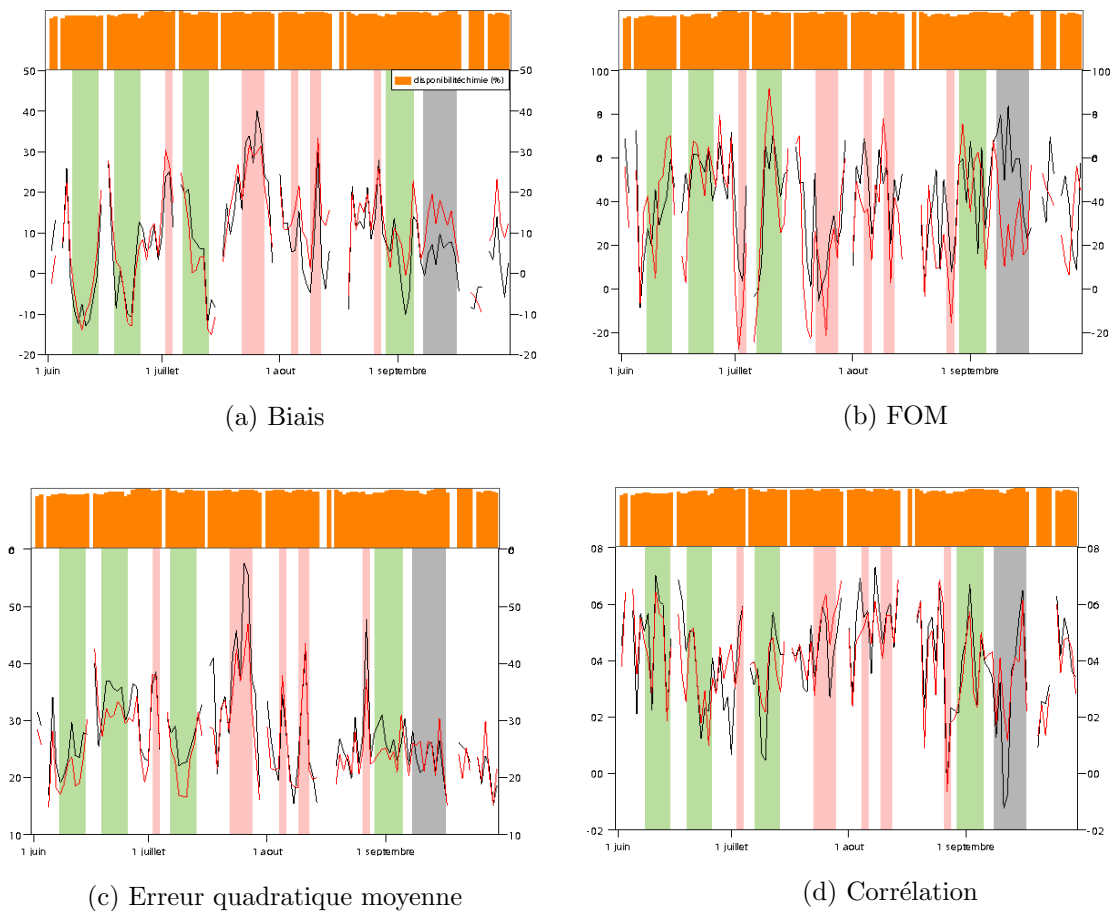 disponibilitéchimie (%)
50 50
40 40
30 30
20 20
10 10
0 0
-10 -10
-20 -20
1 juin 1 juillet 1 aout 1 septembre
(a) Biais
100 100
40 40
20 20
0 0
-20 -20
1 juin 1 juillet 1 aout 1 septembre
(b) FOM
50 50
40 40
30 30
20 20
10 10
1 juin 1 juillet 1 aout 1 septembre
(c) Erreur quadratique moyenne
08 08
06 06
04 04
02 02
00 00
-02 -02
1 juin 1 juillet 1 aout 1 septembre
(d) Corrélation